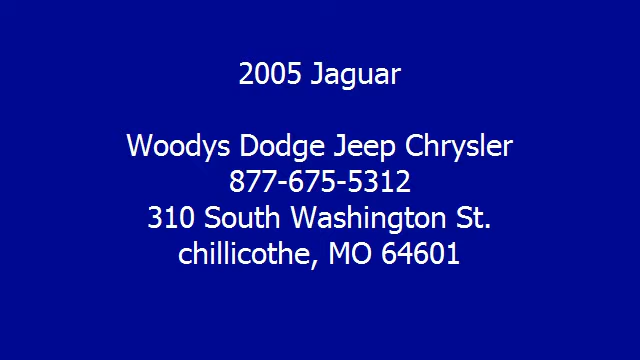 2005 Jaguar
Woodys Dodge Jeep Chrysler
877-675-5312
310 South Washington St.
chillicothe, MO 64601